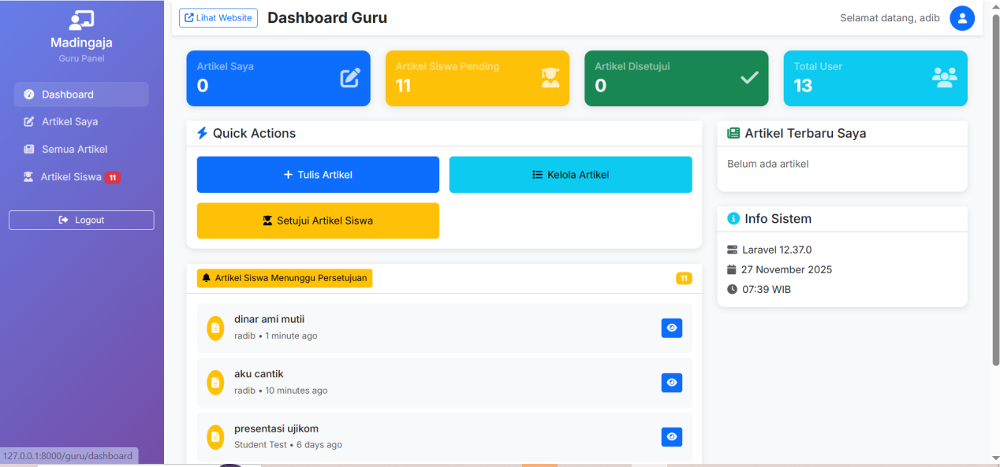 Madingaja
Guru Panel
Dashboard
Artikel Saya
Semua Artikel
Artikel Siswa 11
Logout
127.0.0.1:8000/guru/dashboard
Lihat Website
Dashboard Guru
Selamat datang, adib
Artikel Saya
0
Artikel Siswa Pending
11
Artikel Disetujui
0
Total User
13
Quick Actions
Tulis Artikel
Kelola Artikel
Setujui Artikel Siswa
Artikel Siswa Menunggu Persetujuan 11
dinar ami mutii
radib • 1 minute ago
aku cantik
radib • 10 minutes ago
presentasi ujikom
Student Test • 6 days ago
Artikel Terbaru Saya
Belum ada artikel
Info Sistem
Laravel 12.37.0
27 November 2025
07:39 WIB